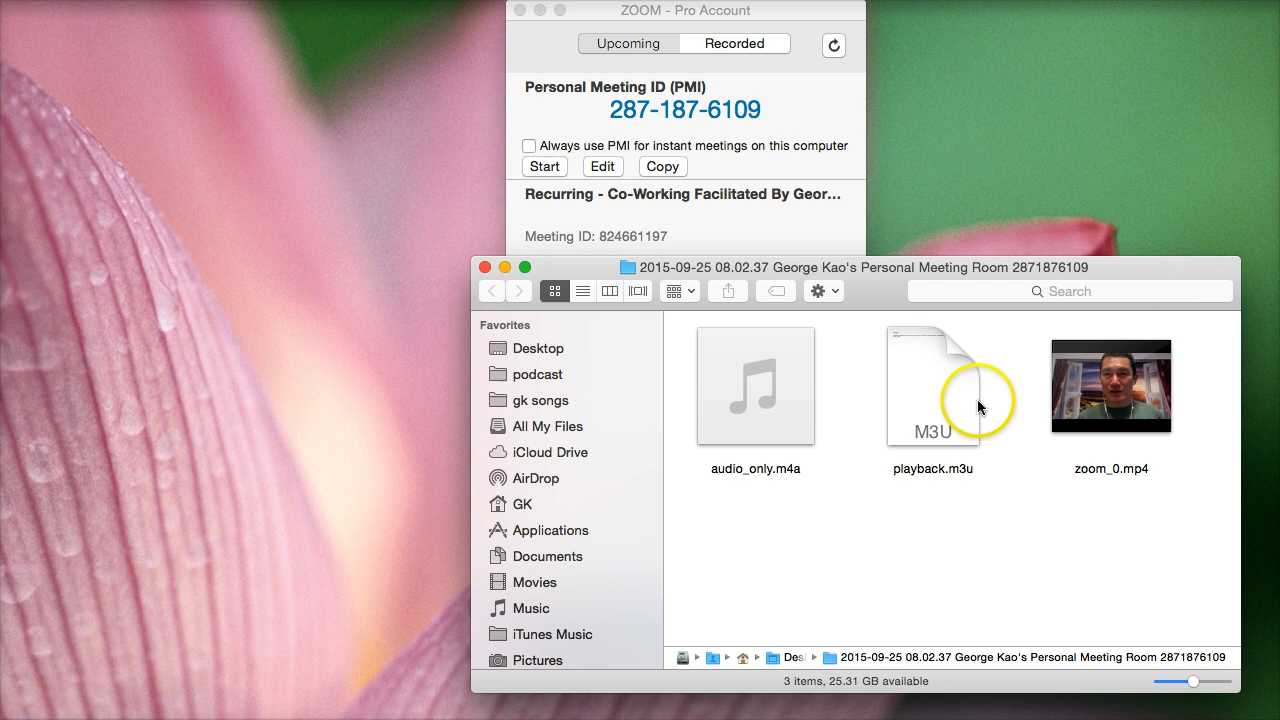 ZOOM - Pro Account
Upcoming
Recorded
Personal Meeting ID (PMI)
287-187-6109
Always use PMI for instant meetings on this computer
Start
Edit
Copy
Recurring - Co-Working Facilitated By Geor...
Meeting ID: 824661197
2015-09-25 08.02.37 George Kao's Personal Meeting Room 2871876109
Search
Favorites
Desktop
podcast
gk songs
All My Files
iCloud Drive
AirDrop
GK
Applications
Documents
Movies
Music
iTunes Music
Pictures
M3U
audio_only.m4a
playback.m3u
zoom_0.mp4
Des
2015-09-25 08.02.37 George Kao's Personal Meeting Room 2871876109
3 items, 25.31 GB available